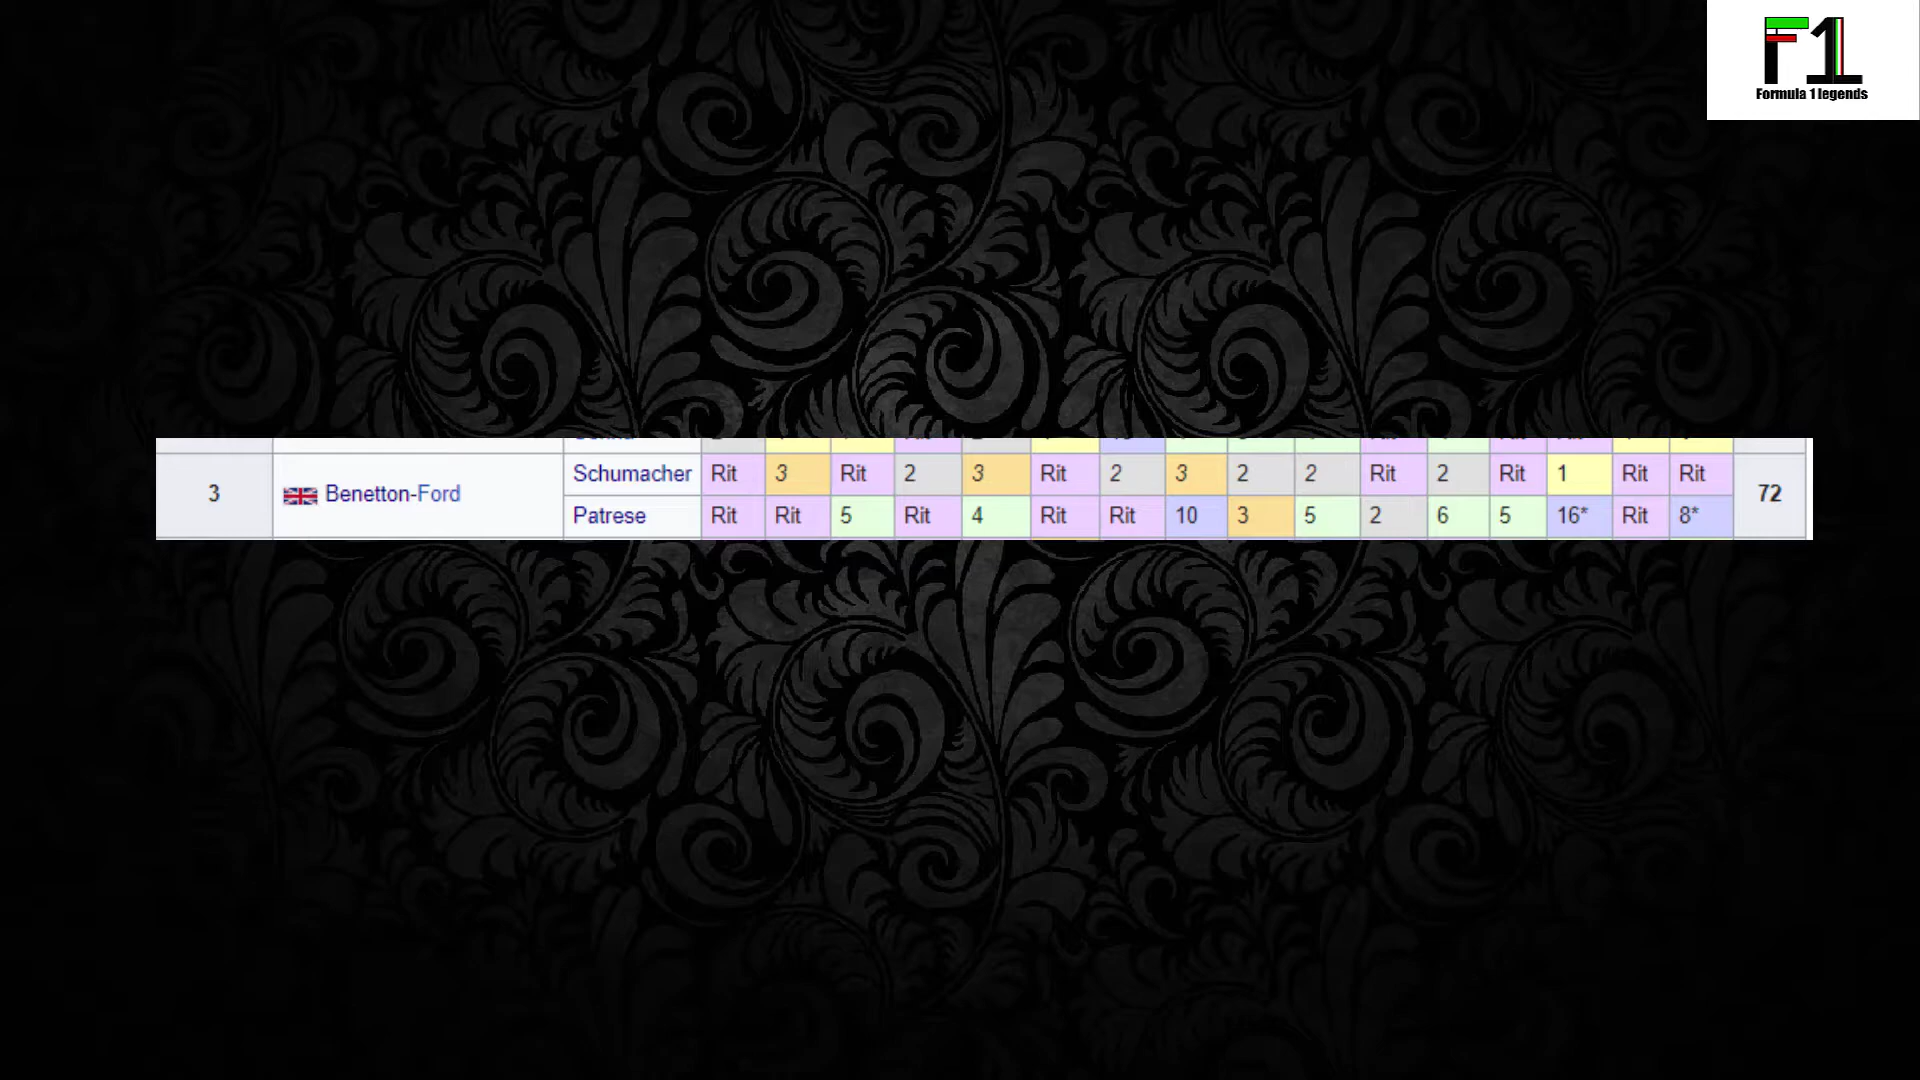 F1
Formula 1 legends
3 Benetton-Ford Schumacher Rit 3 Rit 2 3 Rit 2 3 2 2 Rit 2 Rit 1 Rit Rit 72
Patrese Rit Rit 5 Rit 4 Rit Rit 10 3 5 2 6 5 16* Rit 8*